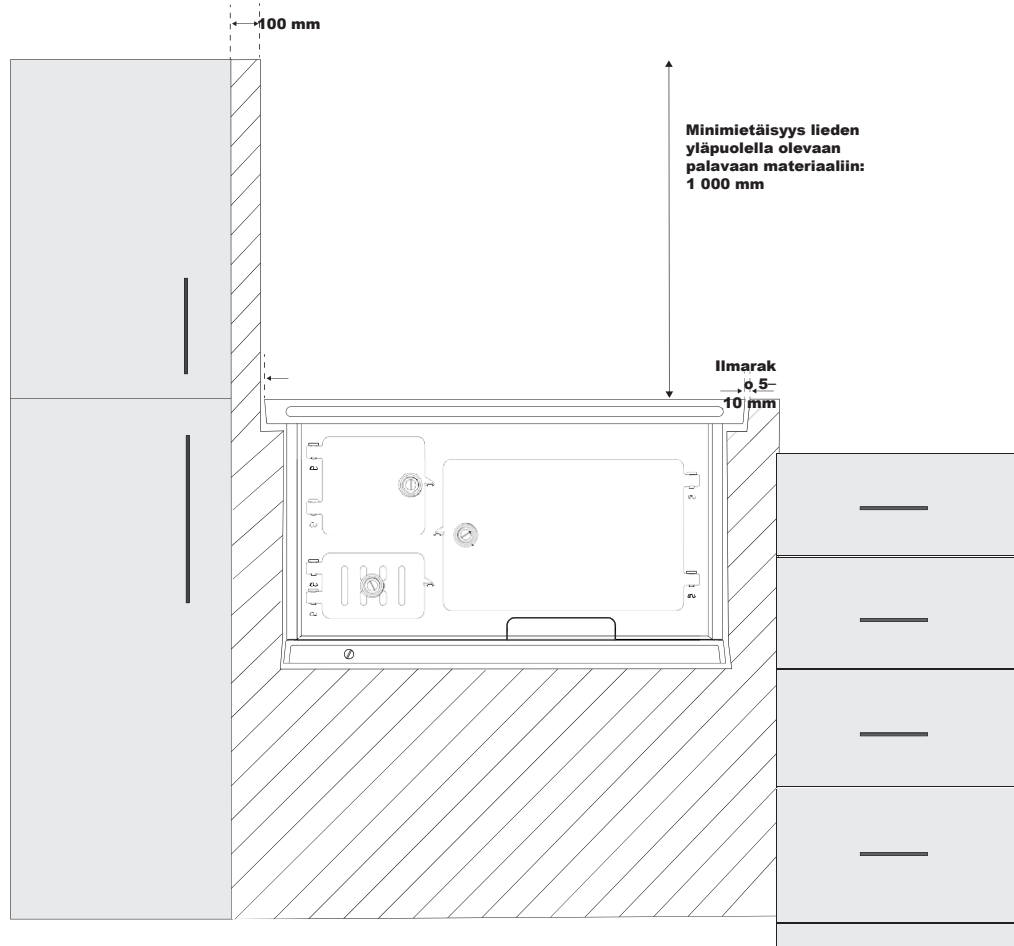 100 mm
Minimietäisyys lieden
yläpuolella olevaan
palavaan materiaaliin:
1 000 mm
Ilmarak
o 5–
10 mm